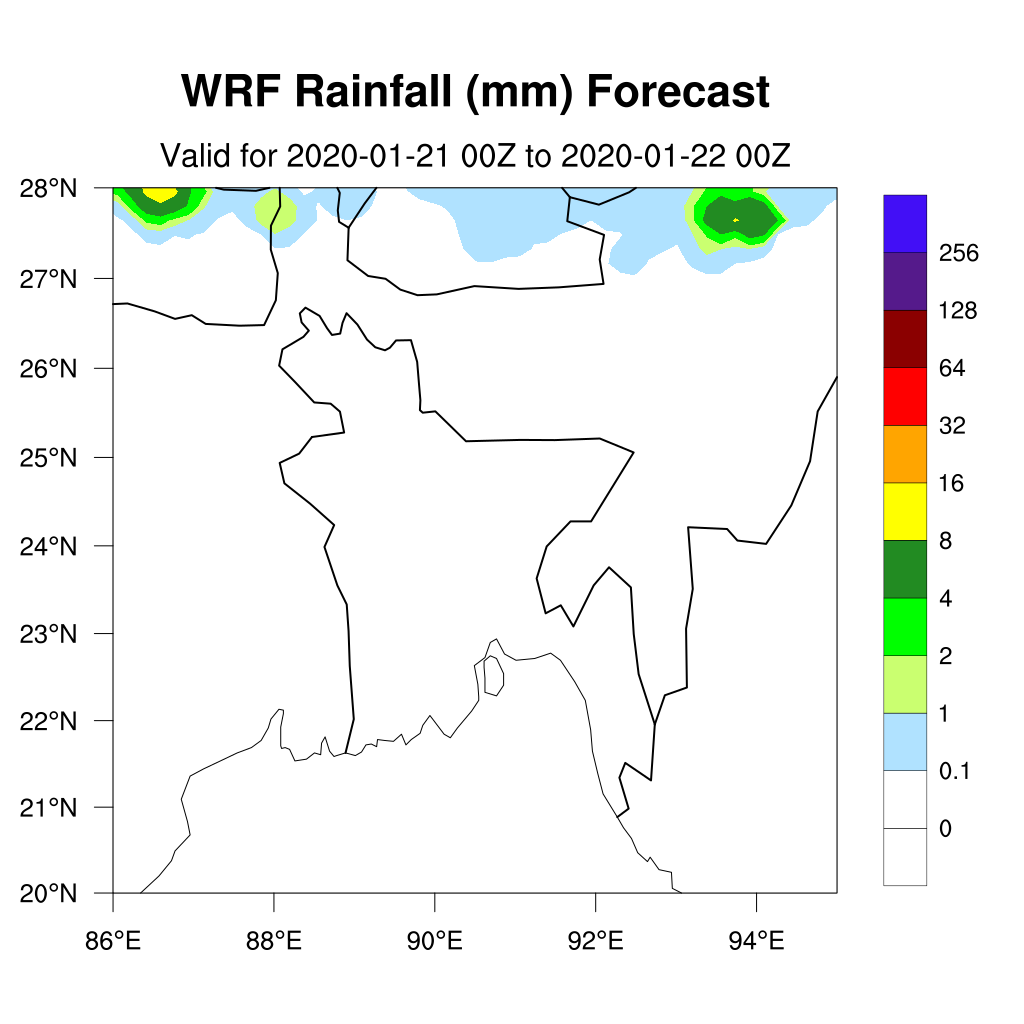 WRF Rainfall (mm) Forecast
Valid for 2020-01-21 00Z to 2020-01-22 00Z
28°N
27°N
26°N
25°N
24°N
23°N
22°N
21°N
20°N
86°E 88°E 90°E 92°E 94°E
256
128
64
32
16
8
4
2
1
0.1
0